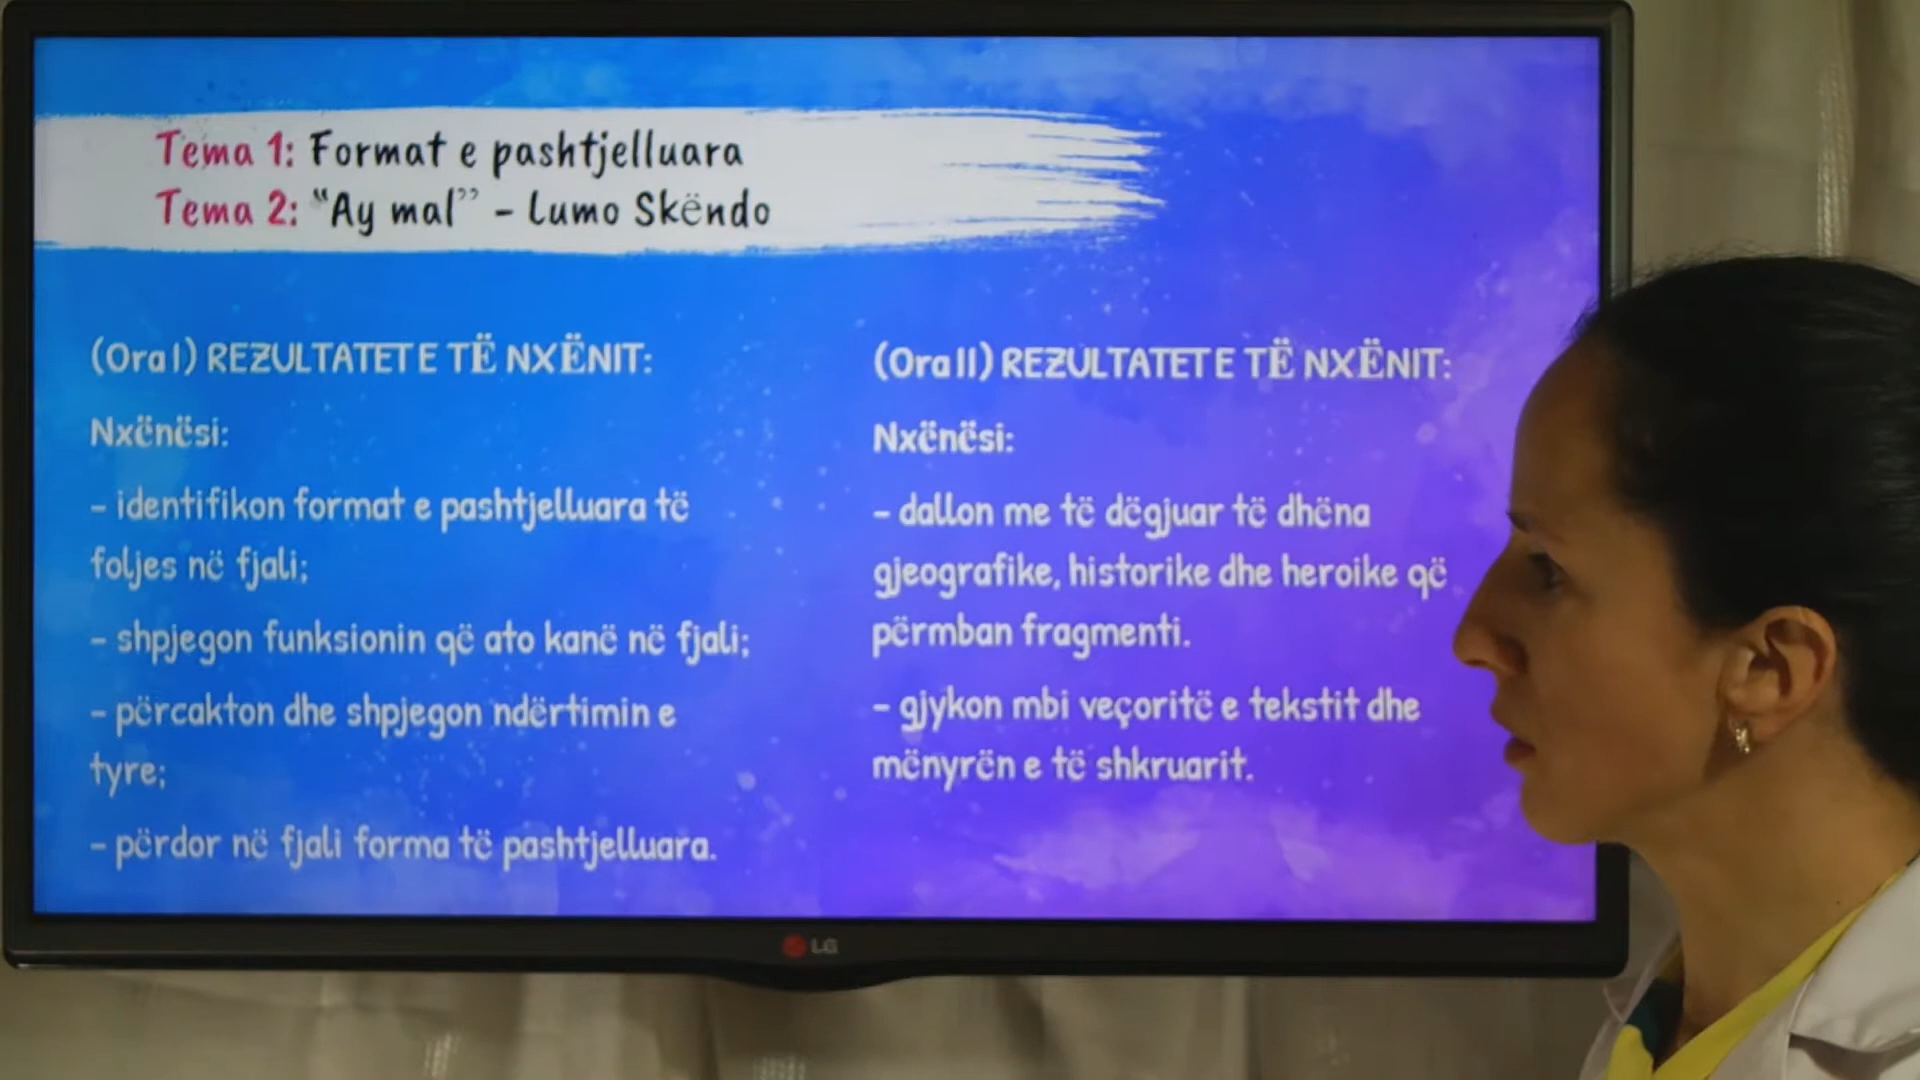 Tema 1: Format e pashtjelluara
Tema 2: “Ay mal” – Lumo Skëndo
(Ora I) REZULTATET E TË NXËNIT:
Nxënësi:
– identifikon format e pashtjelluara të
foljes në fjali;
– shpjegon funksionin që ato kanë në fjali;
– përcakton dhe shpjegon ndërtimin e
tyre;
– përdor në fjali forma të pashtjelluara.
(Ora II) REZULTATET E TË NXËNIT:
Nxënësi:
– dallon me të dëgjuar të dhëna
gjeografike, historike dhe heroike që
përmban fragmenti.
– gjykon mbi veçoritë e tekstit dhe
mënyrën e të shkruarit.
LG